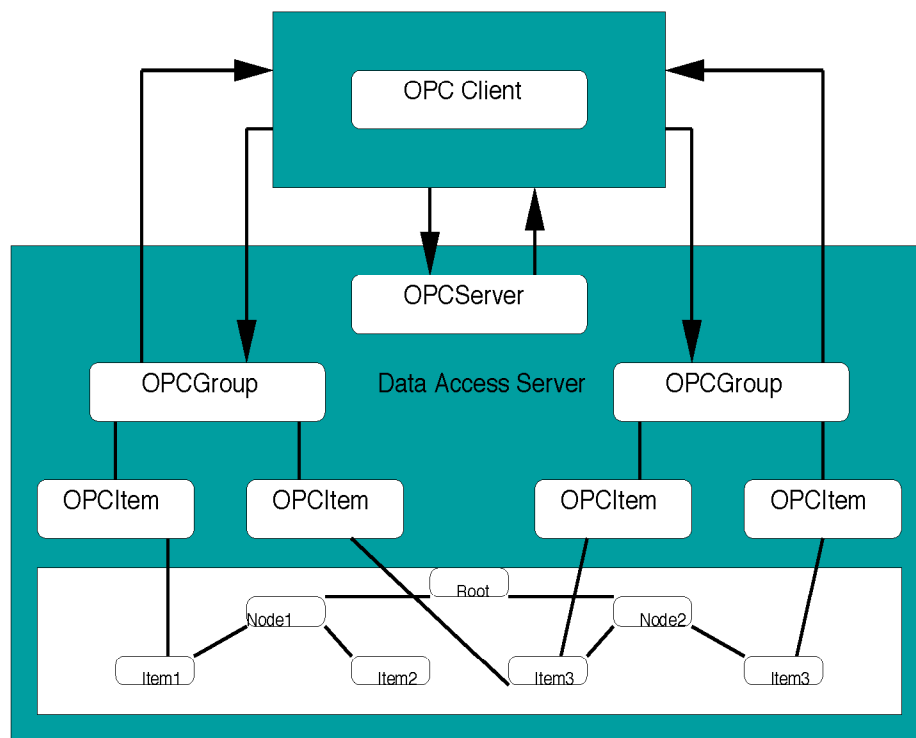 OPC Client
OPCServer
OPCGroup
Data Access Server
OPCGroup
OPCItem
OPCItem
OPCItem
OPCItem
Root
Node1
Node2
Item1
Item2
Item3
Item3